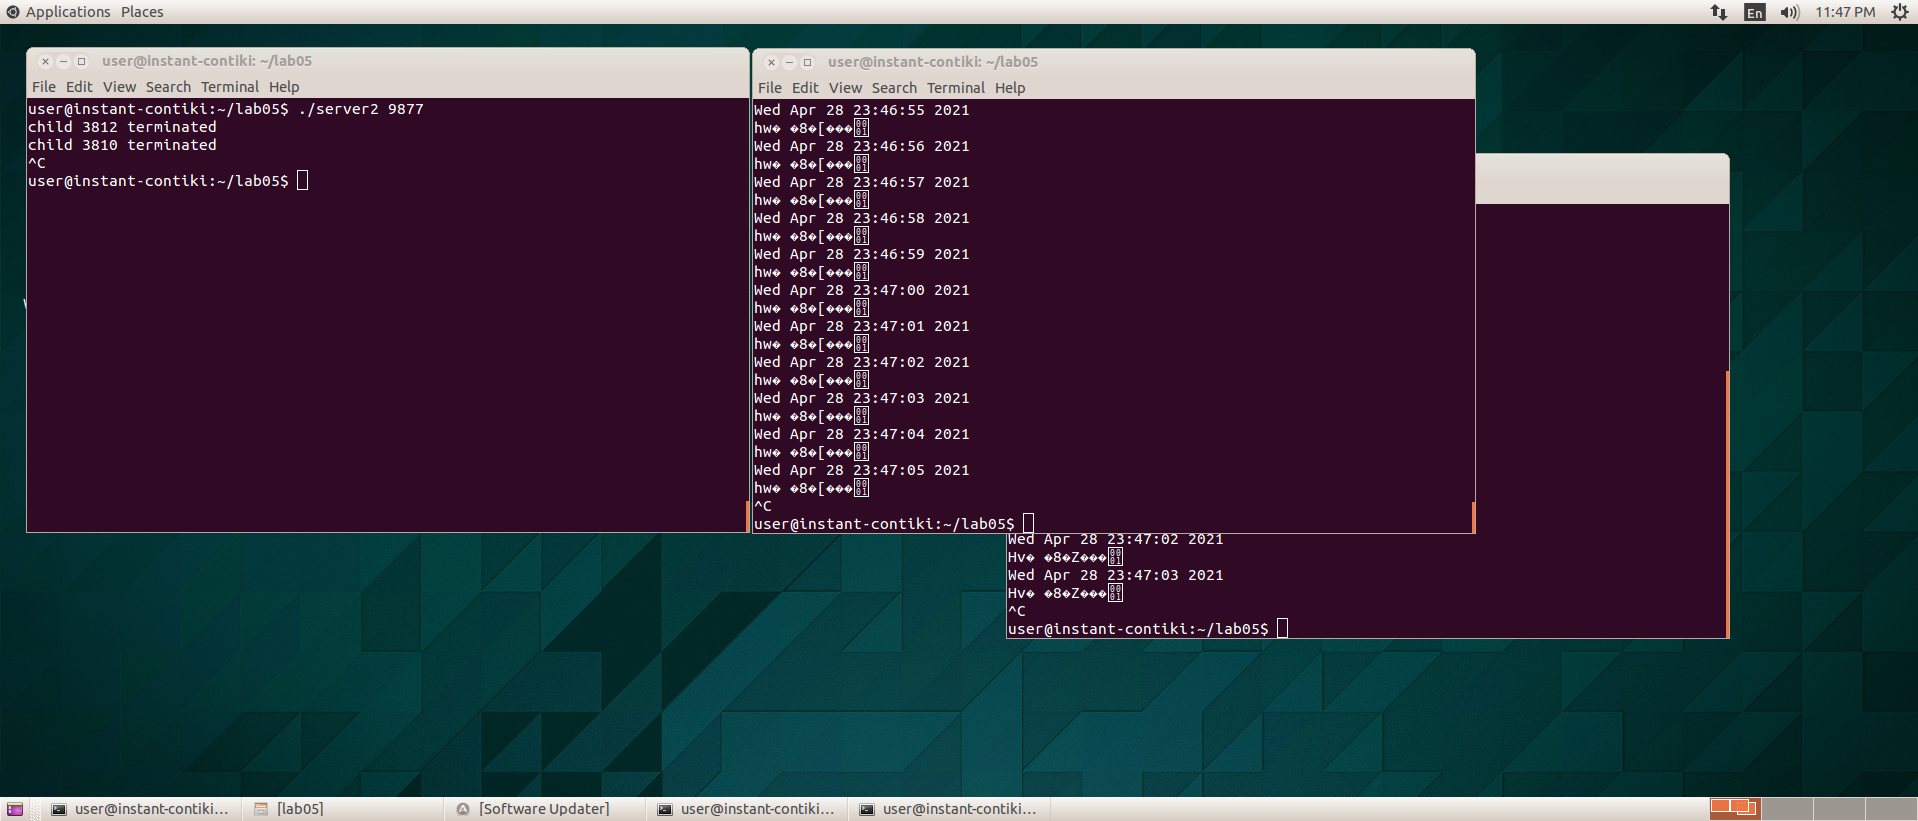 Applications Places
En 11:47 PM
user@instant-contiki: ~/lab05
File Edit View Search Terminal Help
user@instant-contiki:~/lab05$ ./server2 9877
child 3812 terminated
child 3810 terminated
^C
user@instant-contiki:~/lab05$
user@instant-contiki: ~/lab05
File Edit View Search Terminal Help
Wed Apr 28 23:46:55 2021
hw� �8�[���
Wed Apr 28 23:46:56 2021
hw� �8�[���
Wed Apr 28 23:46:57 2021
hw� �8�[���
Wed Apr 28 23:46:58 2021
hw� �8�[���
Wed Apr 28 23:46:59 2021
hw� �8�[���
Wed Apr 28 23:47:00 2021
hw� �8�[���
Wed Apr 28 23:47:01 2021
hw� �8�[���
Wed Apr 28 23:47:02 2021
hw� �8�[���
Wed Apr 28 23:47:03 2021
hw� �8�[���
Wed Apr 28 23:47:04 2021
hw� �8�[���
Wed Apr 28 23:47:05 2021
hw� �8�[���
^C
user@instant-contiki:~/lab05$
Wed Apr 28 23:47:02 2021
Hv� �8�Z���
Wed Apr 28 23:47:03 2021
Hv� �8�Z���
^C
user@instant-contiki:~/lab05$
user@instant-contiki... [lab05] [Software Updater] user@instant-contiki... user@instant-contiki...